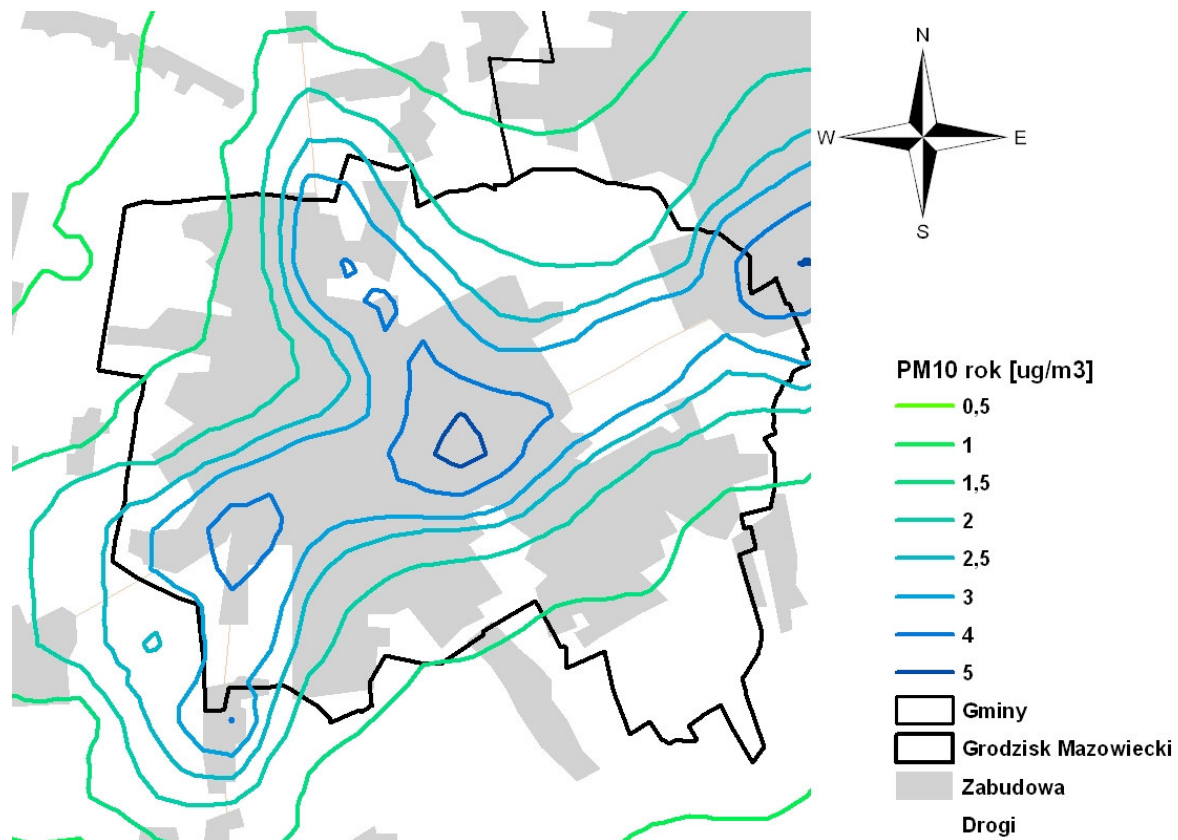 N
W
E
S
PM10 rok [ug/m3]
0,5
1
1,5
2
2,5
3
4
5
Gminy
Grodzisk Mazowiecki
Zabudowa
Drogi